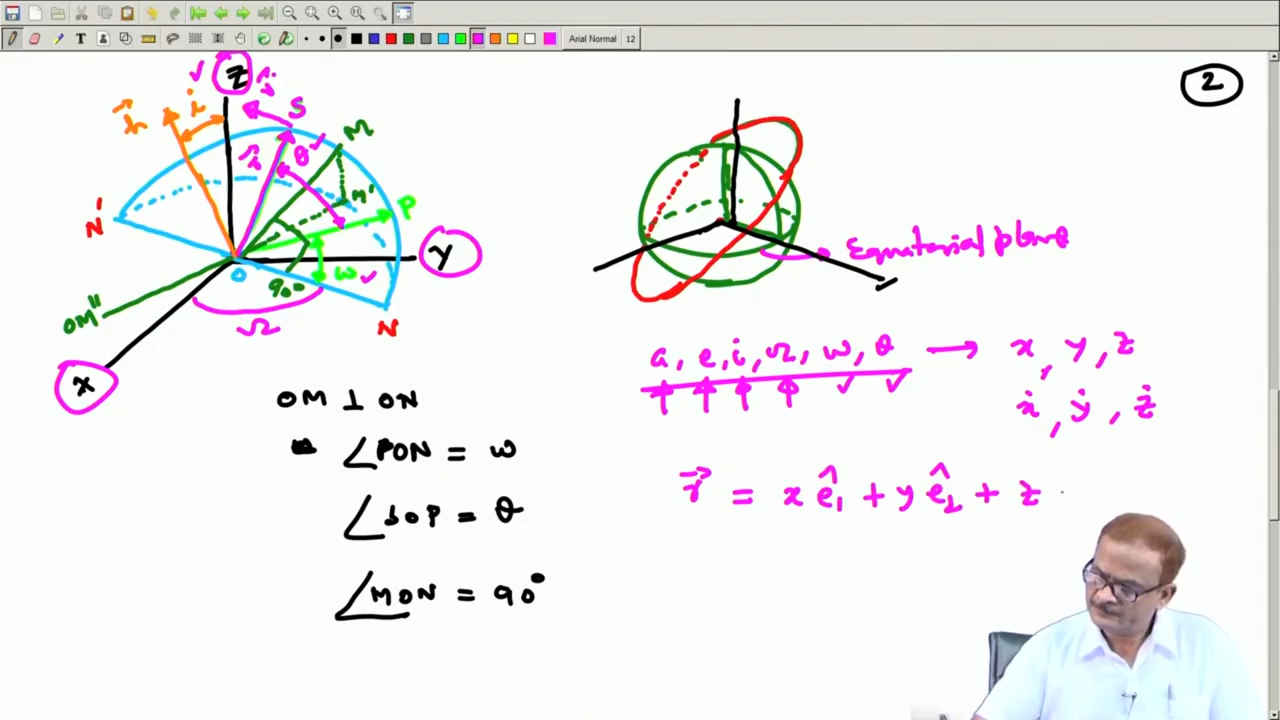 Arial Normal 12
2
Z
S
M
h
i
r
θ
M'
P
N'
Y
O
90°
ω
OM"
N
Ω
X
Equatorial plane
a, e, i, Ω, ω, θ → x, y, z
ẋ, ẏ, ż
OM ⊥ ON
∠PON = ω
∠SOP = θ
∠MON = 90°
r⃗ = x ê₁ + y ê₂ + z